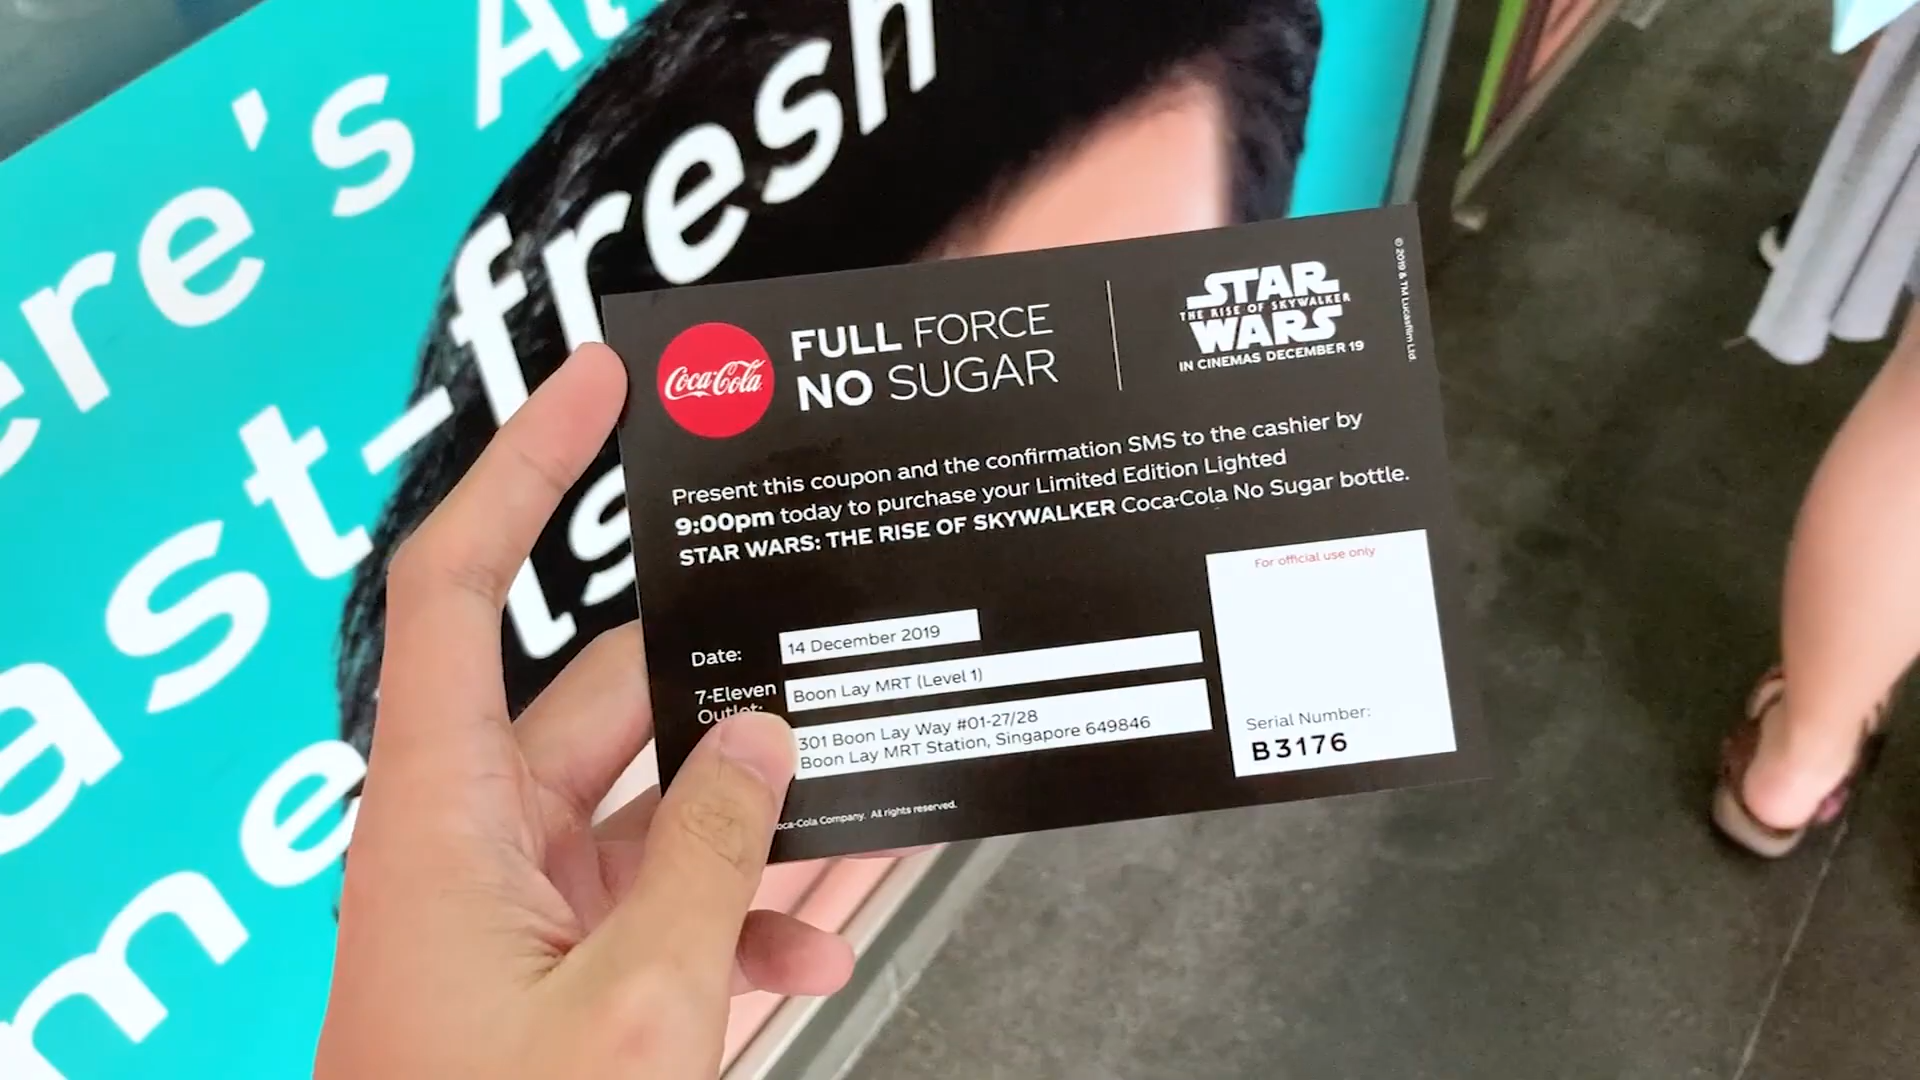 Coca-Cola
FULL FORCE
NO SUGAR
STAR
THE RISE OF SKYWALKER
WARS
IN CINEMAS DECEMBER 19
© 2019 & TM Lucasfilm Ltd.
Present this coupon and the confirmation SMS to the cashier by
9:00pm today to purchase your Limited Edition Lighted
STAR WARS: THE RISE OF SKYWALKER Coca-Cola No Sugar bottle.
For official use only
Date: 14 December 2019
7-Eleven
Outlet:
Boon Lay MRT (Level 1)
301 Boon Lay Way #01-27/28
Boon Lay MRT Station, Singapore 649846
Serial Number:
B3176
oca-Cola Company. All rights reserved.
ere's
ast-fresh
ast
me